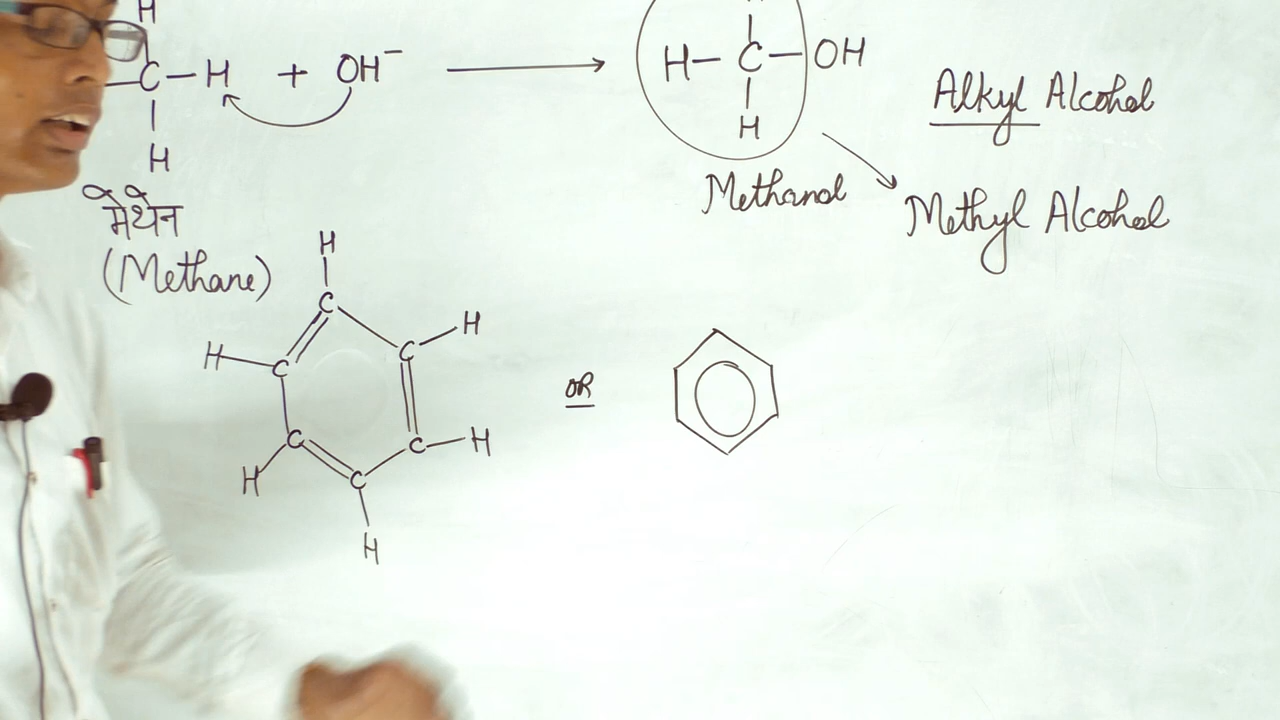 H H
C—H + OH⁻ ⟶ H—C—OH
H H
Alkyl Alcohol
मेथेन Methanol Methyl Alcohol
(Methane)
H
C H
H C C
OR
C C H
H C
H